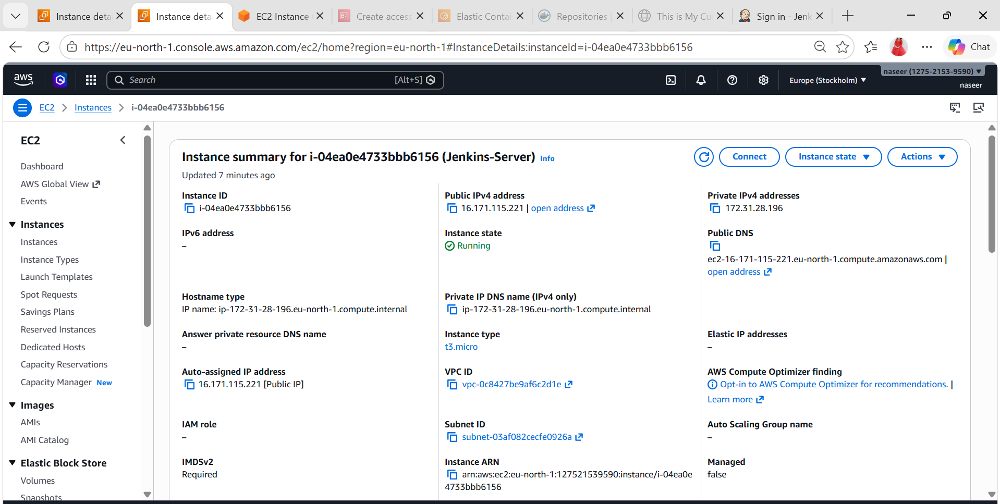 Instance deta
Instance deta
EC2 Instance
Create access
Elastic Contai
Repositories |
This is My Cu
Sign in - Jenk
https://eu-north-1.console.aws.amazon.com/ec2/home?region=eu-north-1#InstanceDetails:instanceId=i-04ea0e4733bbb6156
Chat
aws
Search
[Alt+S]
Europe (Stockholm)
naseer (1275-2153-9590)
naseer
EC2
Instances
i-04ea0e4733bbb6156
EC2
Dashboard
AWS Global View
Events
Instances
Instances
Instance Types
Launch Templates
Spot Requests
Savings Plans
Reserved Instances
Dedicated Hosts
Capacity Reservations
Capacity Manager New
Images
AMIs
AMI Catalog
Elastic Block Store
Volumes
Snapshots
Instance summary for i-04ea0e4733bbb6156 (Jenkins-Server) Info
Updated 7 minutes ago
Connect
Instance state
Actions
Instance ID
i-04ea0e4733bbb6156
Public IPv4 address
16.171.115.221 | open address
Private IPv4 addresses
172.31.28.196
IPv6 address
–
Instance state
Running
Public DNS
ec2-16-171-115-221.eu-north-1.compute.amazonaws.com |
open address
Hostname type
IP name: ip-172-31-28-196.eu-north-1.compute.internal
Private IP DNS name (IPv4 only)
ip-172-31-28-196.eu-north-1.compute.internal
Answer private resource DNS name
–
Instance type
t3.micro
Elastic IP addresses
–
Auto-assigned IP address
16.171.115.221 [Public IP]
VPC ID
vpc-0c8427be9af6c2d1e
AWS Compute Optimizer finding
Opt-in to AWS Compute Optimizer for recommendations. |
Learn more
IAM role
–
Subnet ID
subnet-03af082cecfe0926a
Auto Scaling Group name
–
IMDSv2
Required
Instance ARN
arn:aws:ec2:eu-north-1:127521539590:instance/i-04ea0e
4733bbb6156
Managed
false